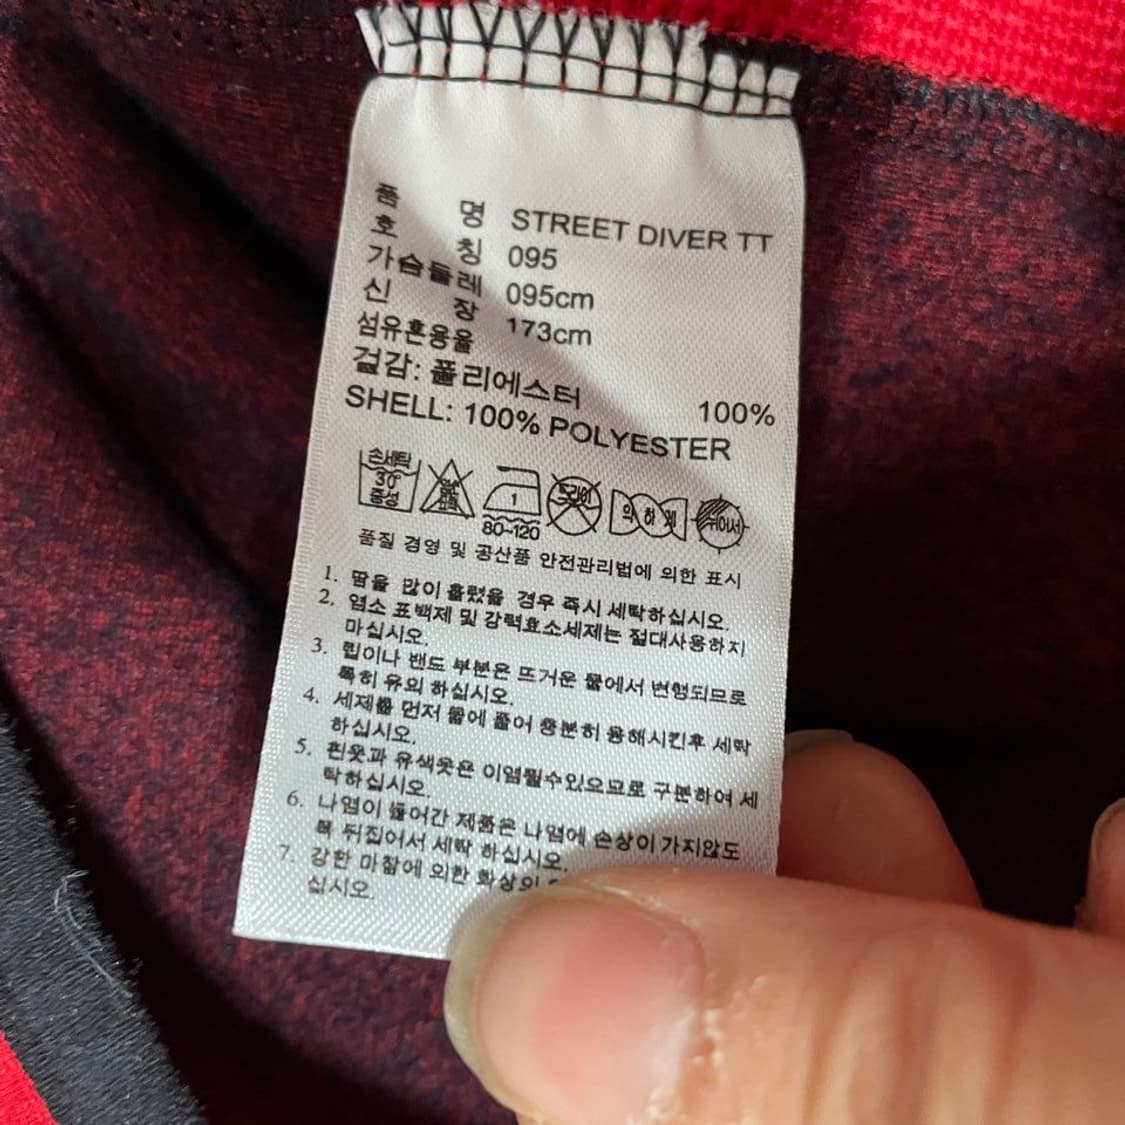 품 명 STREET DIVER TT
호 칭 095
가슴둘레 095cm
신 장 173cm
섬유혼용율
겉감: 폴리에스터 100%
SHELL: 100% POLYESTER
손세탁 30° 중성
1 80~120
드라이
약하게
뉘어서
품질 경영 및 공산품 안전관리법에 의한 표시
1. 땀을 많이 흘렸을 경우 즉시 세탁하십시오.
2. 염소 표백제 및 강력효소세제는 절대사용하지
마십시오.
3. 립이나 밴드 부분은 뜨거운 물에서 변형되므로
특히 유의 하십시오.
4. 세제를 먼저 물에 풀어 충분히 용해시킨후 세탁
하십시오.
5. 흰옷과 유색옷은 이염될수있으므로 구분하여 세
탁하십시오.
6. 나염이 들어간 제품은 나염에 손상이 가지않도
록 뒤집어서 세탁 하십시오.
7. 강한 마찰에 의한 화상의
십시오.